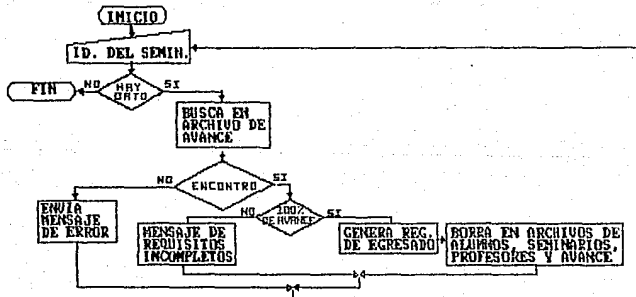 INICIO
ID. DEL SEMIN.
FIN
NO
HAY
DATO
SI
BUSCA EN
ARCHIVO DE
AVANCE
NO
ENCONTRO
SI
ENVIA
MENSAJE
DE ERROR
NO
100%
DE AVANCE
SI
MENSAJE DE
REQUISITOS
INCOMPLETOS
GENERA REG.
DE EGRESADO
BORRA EN ARCHIVOS DE
ALUMNOS, SEMINARIOS,
PROFESORES Y AVANCE